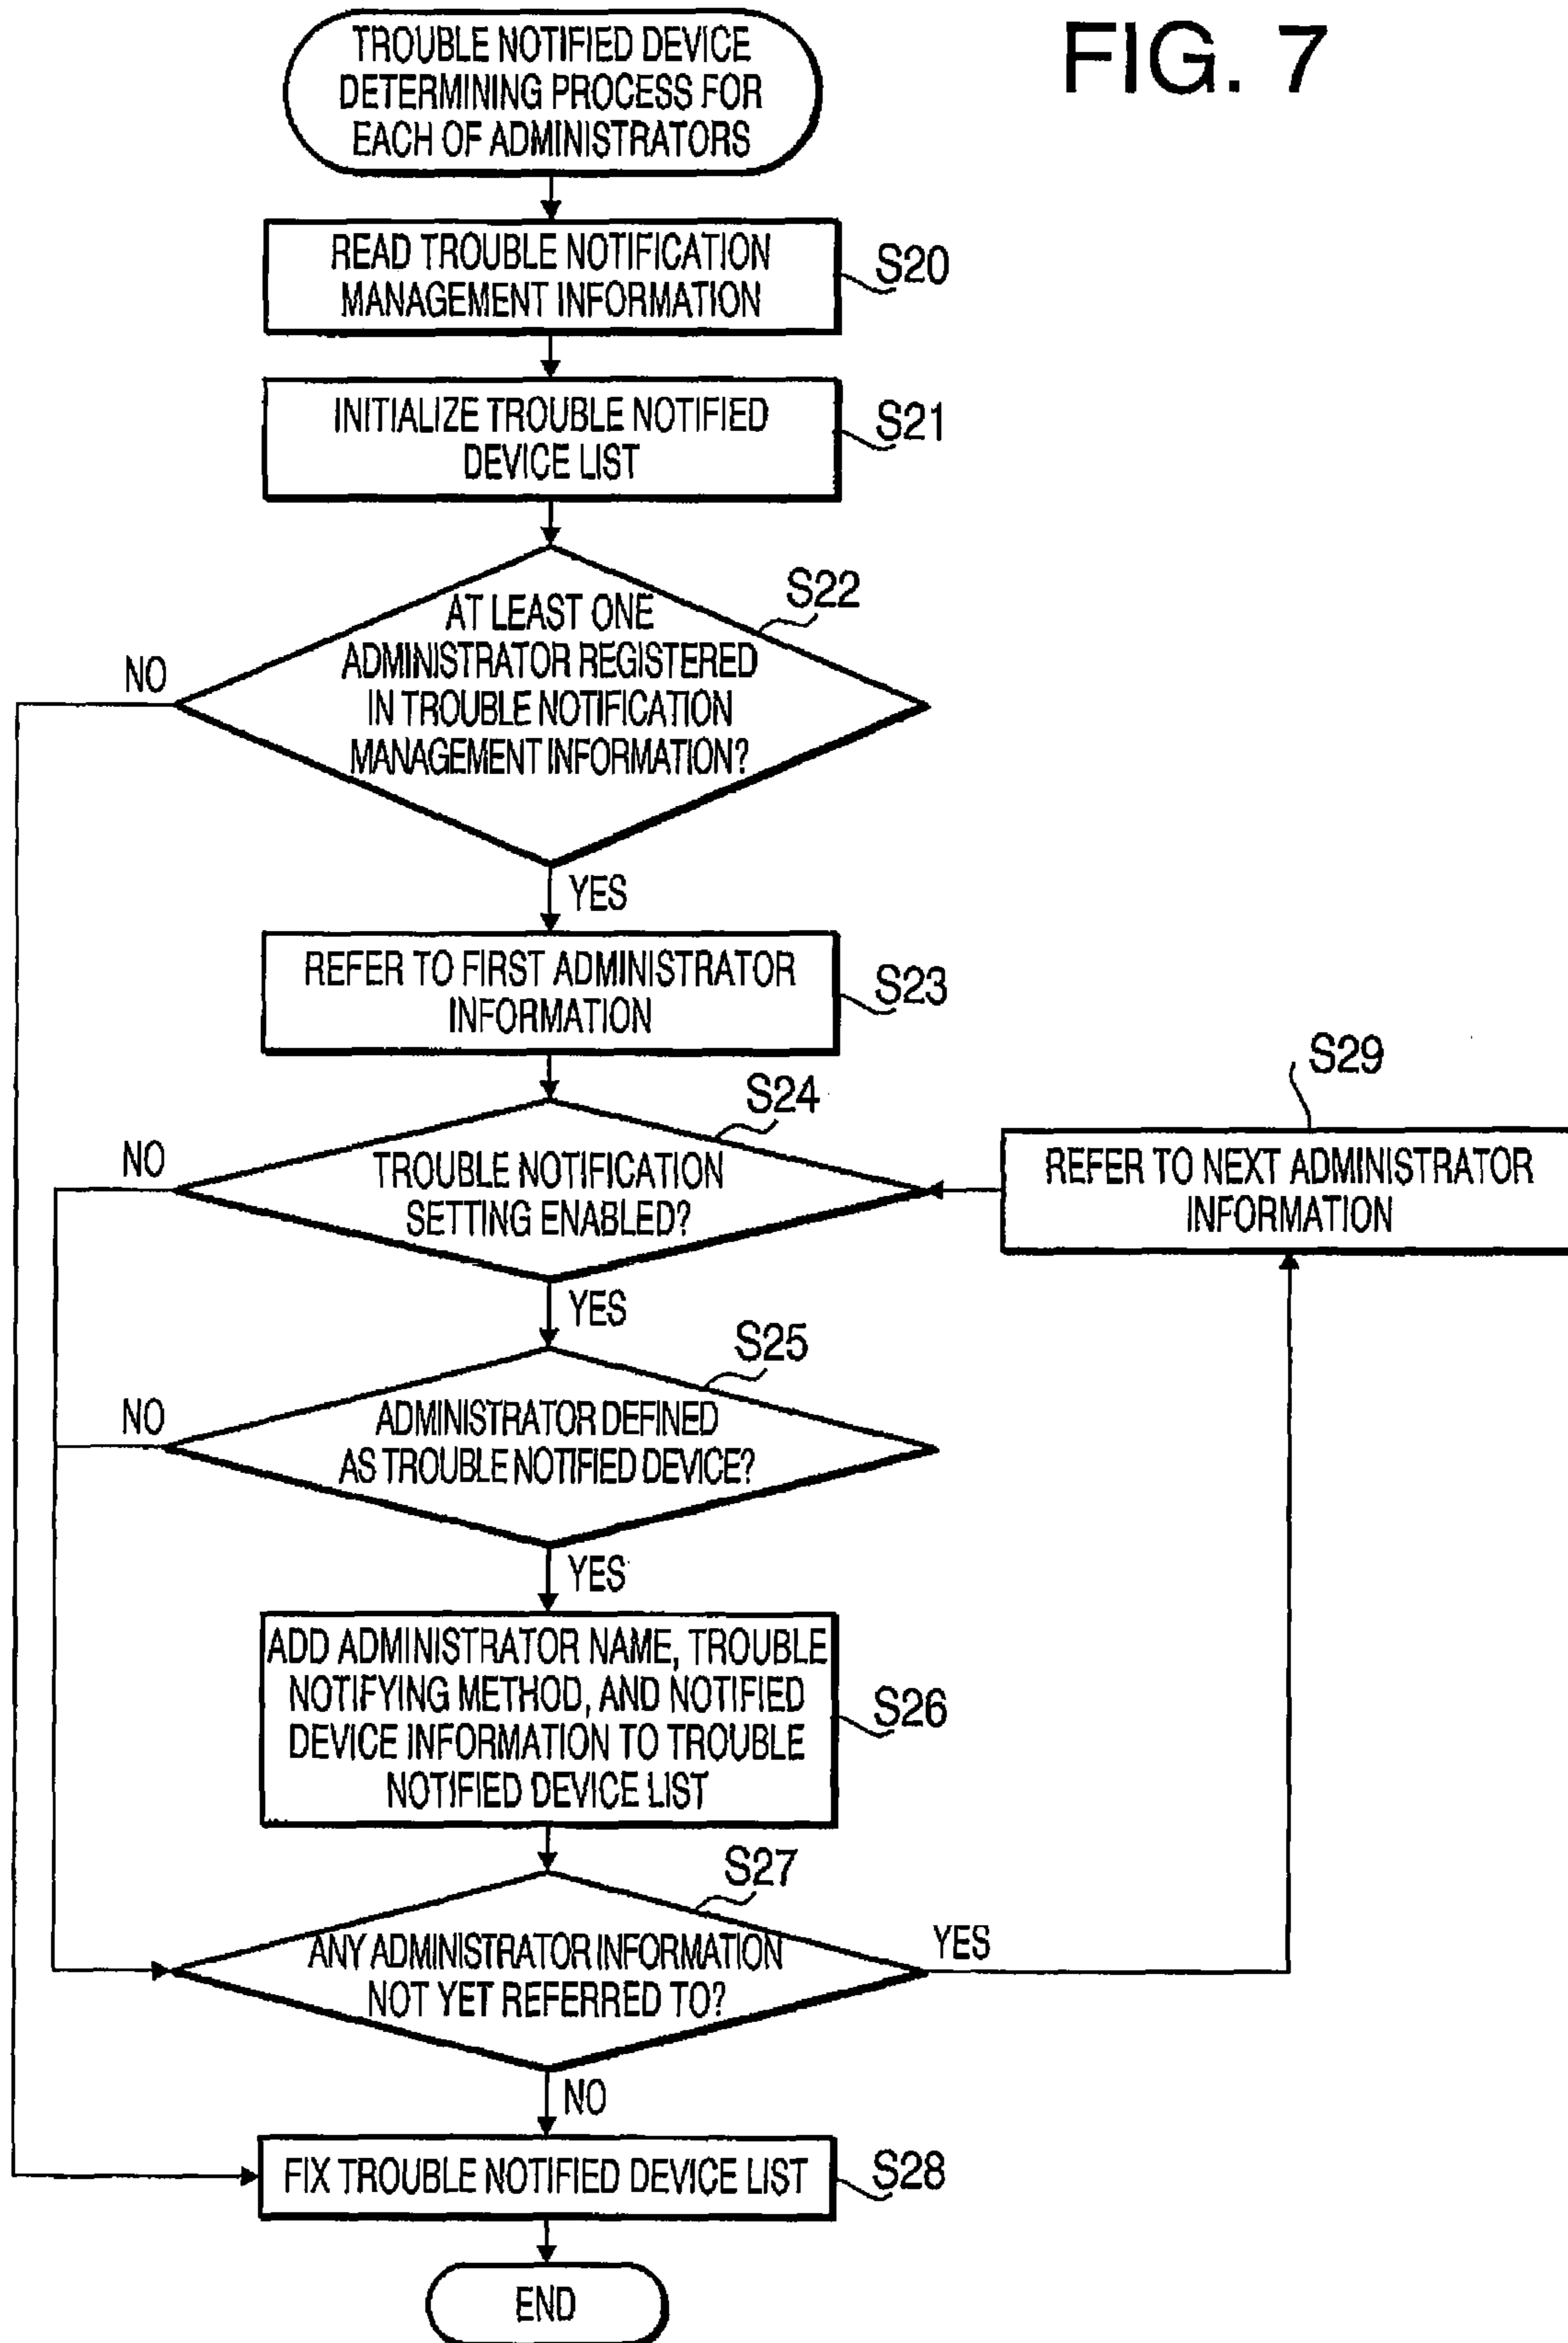 FIG. 7
TROUBLE NOTIFIED DEVICE
DETERMINING PROCESS FOR
EACH OF ADMINISTRATORS
READ TROUBLE NOTIFICATION
MANAGEMENT INFORMATION
S20
INITIALIZE TROUBLE NOTIFIED
DEVICE LIST
S21
AT LEAST ONE
ADMINISTRATOR REGISTERED
IN TROUBLE NOTIFICATION
MANAGEMENT INFORMATION?
S22
NO
YES
REFER TO FIRST ADMINISTRATOR
INFORMATION
S23
TROUBLE NOTIFICATION
SETTING ENABLED?
S24
NO
YES
S29
REFER TO NEXT ADMINISTRATOR
INFORMATION
ADMINISTRATOR DEFINED
AS TROUBLE NOTIFIED DEVICE?
S25
NO
YES
ADD ADMINISTRATOR NAME, TROUBLE
NOTIFYING METHOD, AND NOTIFIED
DEVICE INFORMATION TO TROUBLE
NOTIFIED DEVICE LIST
S26
ANY ADMINISTRATOR INFORMATION
NOT YET REFERRED TO?
S27
YES
NO
FIX TROUBLE NOTIFIED DEVICE LIST
S28
END